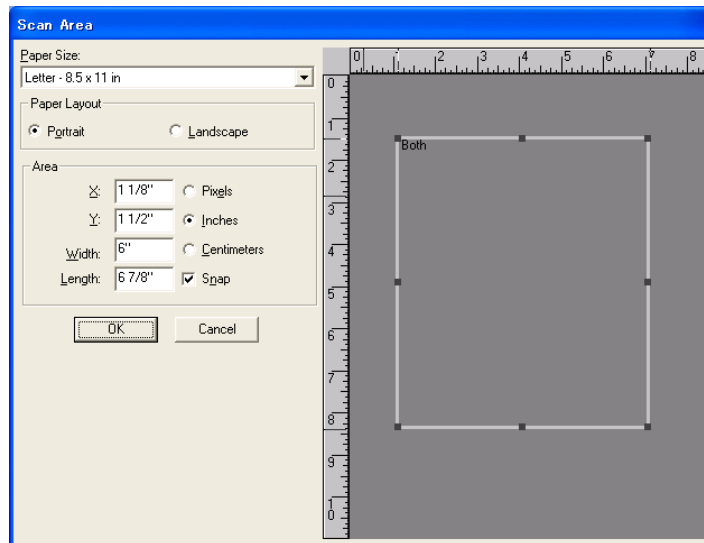 Scan Area
Paper Size:
Letter - 8.5 x 11 in
Paper Layout
Portrait
Landscape
Area
X: 1 1/8" Pixels
Y: 1 1/2" Inches
Width: 6" Centimeters
Length: 6 7/8" Snap
OK Cancel
0 1 2 3 4 5 6 7 8
0
1
2
3
4
5
6
7
8
9
10
Both